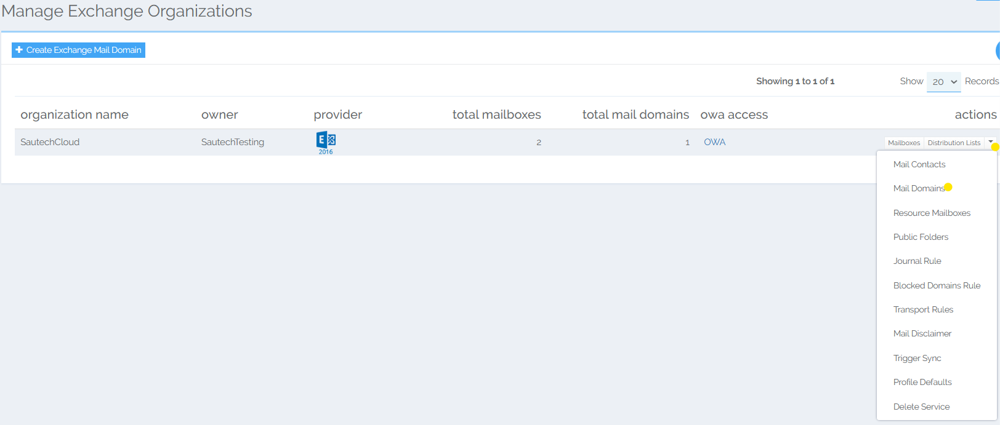 Manage Exchange Organizations
Create Exchange Mail Domain
Showing 1 to 1 of 1 Show 20 Records
organization name owner provider total mailboxes total mail domains owa access actions
SautechCloud SautechTesting E 2016 2 1 OWA Mailboxes Distribution Lists
Mail Contacts
Mail Domains
Resource Mailboxes
Public Folders
Journal Rule
Blocked Domains Rule
Transport Rules
Mail Disclaimer
Trigger Sync
Profile Defaults
Delete Service